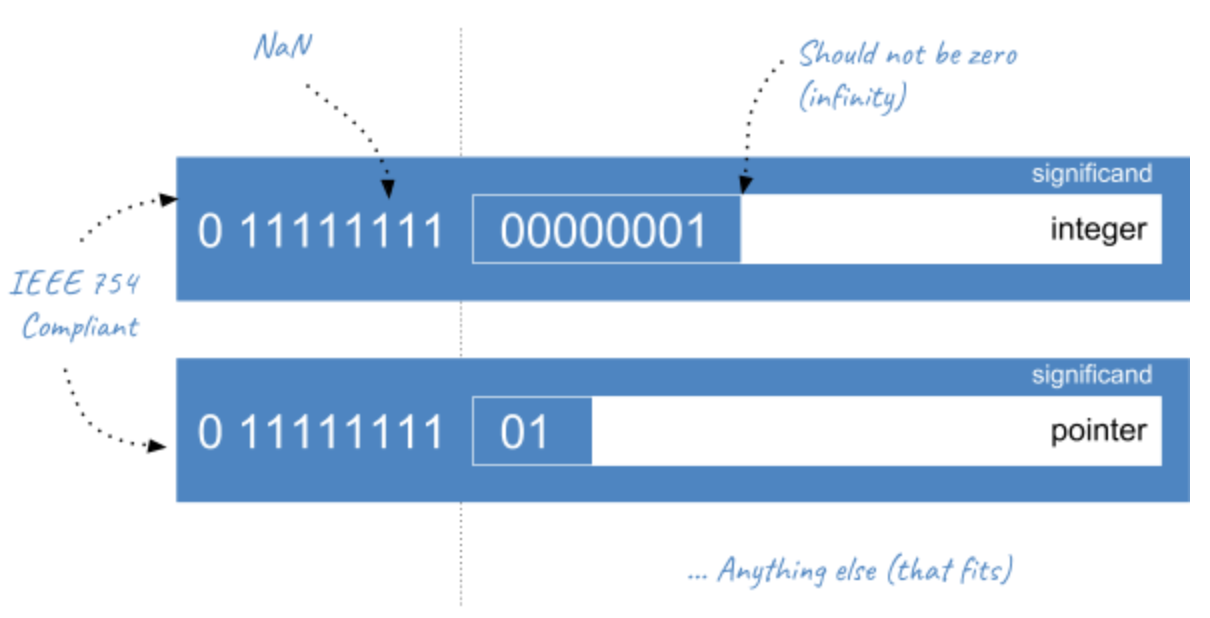 NaN
Should not be zero
(infinity)
significand
0 11111111 00000001 integer
IEEE 754
Compliant
significand
0 11111111 01 pointer
... Anything else (that fits)